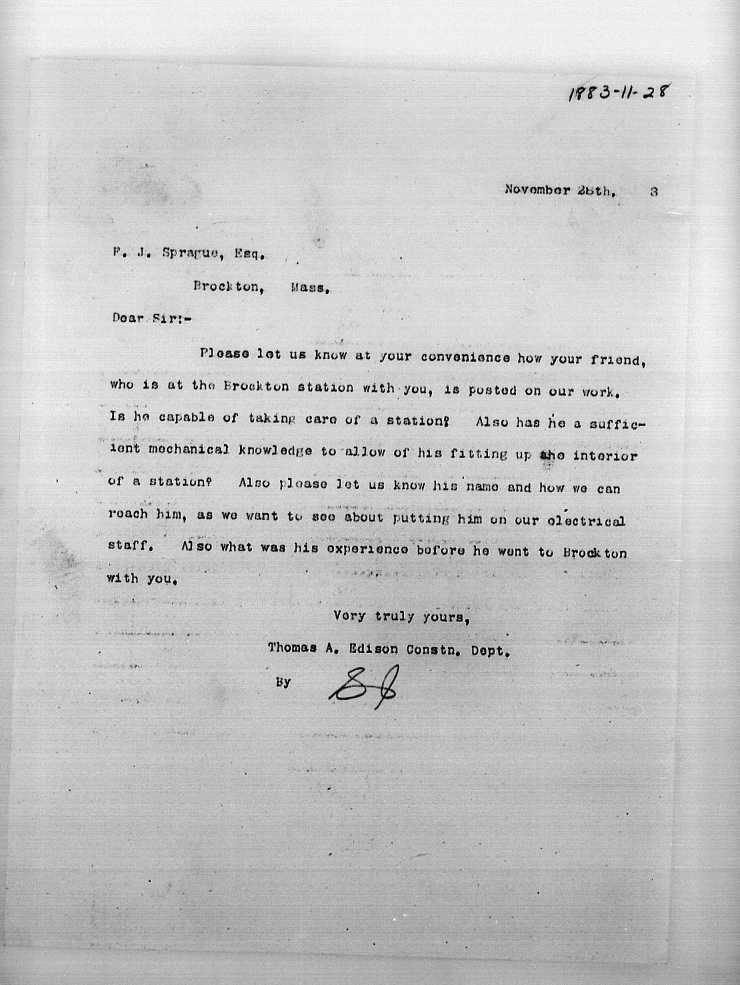 1883-11-28
November 28th. 3
F. J. Sprague, Esq.
Brockton, Mass.
Dear Sir:-
Please let us know at your convenience how your friend,
who is at the Brockton station with you, is posted on our work.
Is he capable of taking care of a station? Also has he a suffic-
ient mechanical knowledge to allow of his fitting up the interior
of a station? Also please let us know his name and how we can
reach him, as we want to see about putting him on our electrical
staff. Also what was his experience before he went to Brockton
with you.
Very truly yours,
Thomas A. Edison Constn. Dept.
By